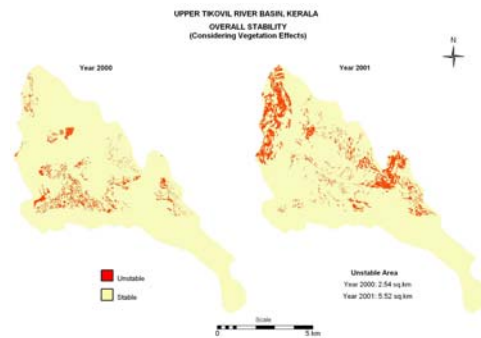 UPPER TIKOVIL RIVER BASIN, KERALA
OVERALL STABILITY
(Considering Vegetation Effects)
N
Year 2000
Year 2001
Unstable
Stable
Unstable Area
Year 2000: 2.54 sq.km
Year 2001: 5.52 sq.km
Scale
0 5 km